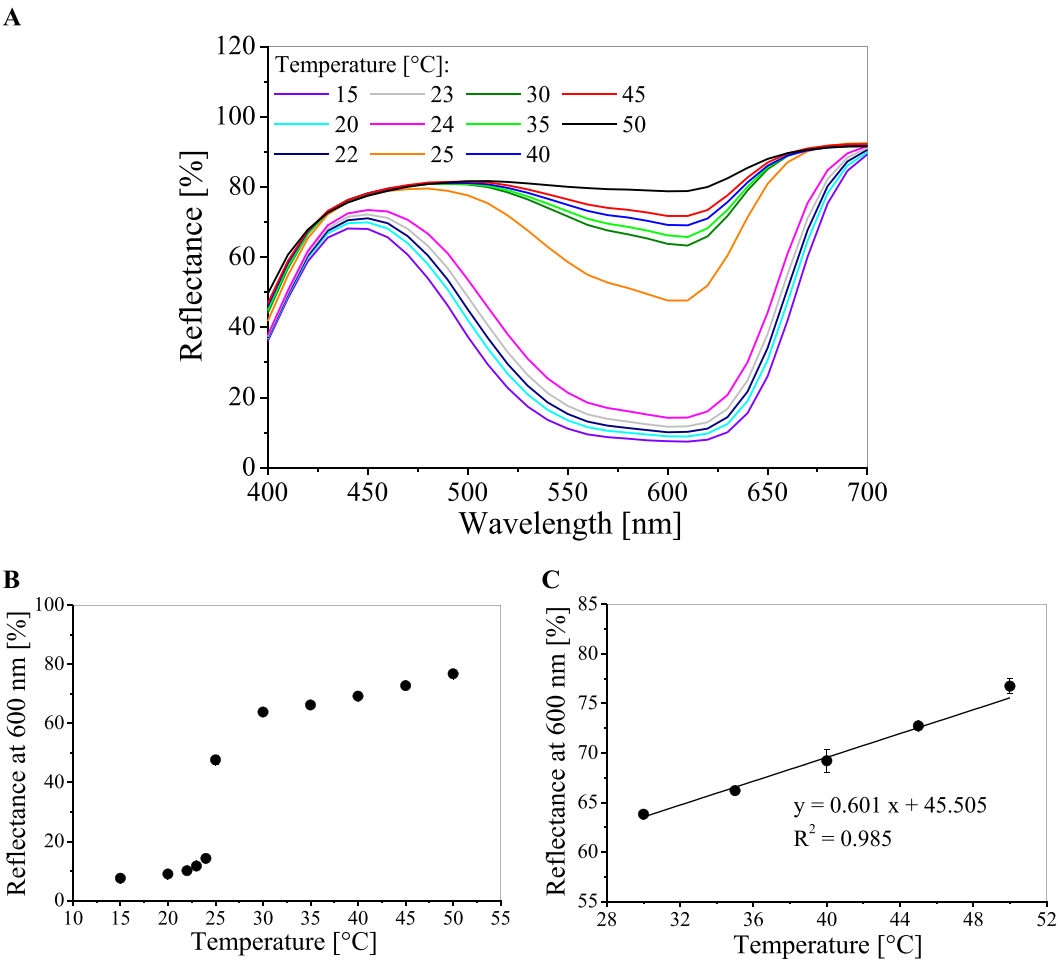 A
120
100
80
60
40
20
0
Reflectance [%]
Temperature [°C]:
15 23 30 45
20 24 35 50
22 25 40
400 450 500 550 600 650 700
Wavelength [nm]
B
100
80
60
40
20
0
Reflectance at 600 nm [%]
10 15 20 25 30 35 40 45 50 55
Temperature [°C]
C
85
80
75
70
65
60
55
Reflectance at 600 nm [%]
y = 0.601 x + 45.505
R² = 0.985
28 32 36 40 44 48 52
Temperature [°C]